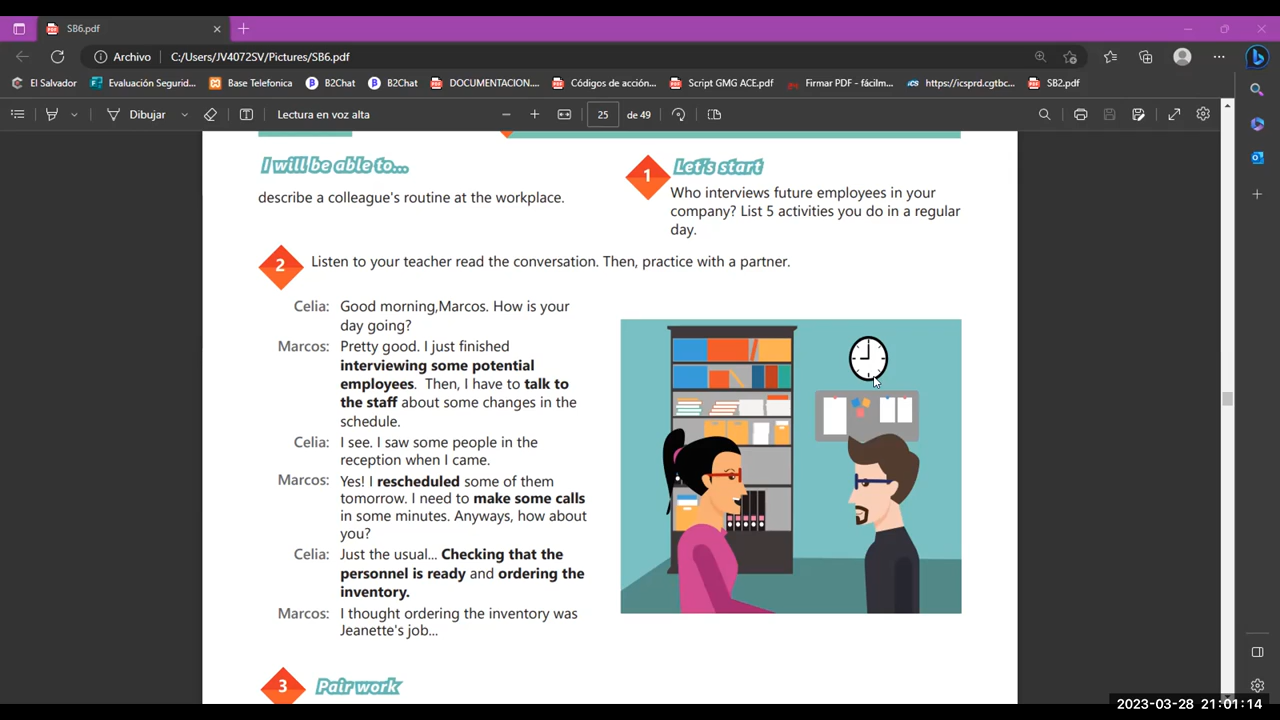 SB6.pdf
Archivo
C:/Users/JV4072SV/Pictures/SB6.pdf
El Salvador
Evaluación Segurid...
Base Telefonica
B2Chat
B2Chat
DOCUMENTACION....
Códigos de acción...
Script GMG ACE.pdf
Firmar PDF - fácilm...
https://icsprd.cgtbc...
SB2.pdf
Dibujar
Lectura en voz alta
25
de 49
I will be able to...
describe a colleague's routine at the workplace.
1
Let's start
Who interviews future employees in your
company? List 5 activities you do in a regular
day.
2
Listen to your teacher read the conversation. Then, practice with a partner.
Celia: Good morning,Marcos. How is your
day going?
Marcos: Pretty good. I just finished
interviewing some potential
employees. Then, I have to talk to
the staff about some changes in the
schedule.
Celia: I see. I saw some people in the
reception when I came.
Marcos: Yes! I rescheduled some of them
tomorrow. I need to make some calls
in some minutes. Anyways, how about
you?
Celia: Just the usual... Checking that the
personnel is ready and ordering the
inventory.
Marcos: I thought ordering the inventory was
Jeanette's job...
3
Pair work
2023-03-28 21:01:14